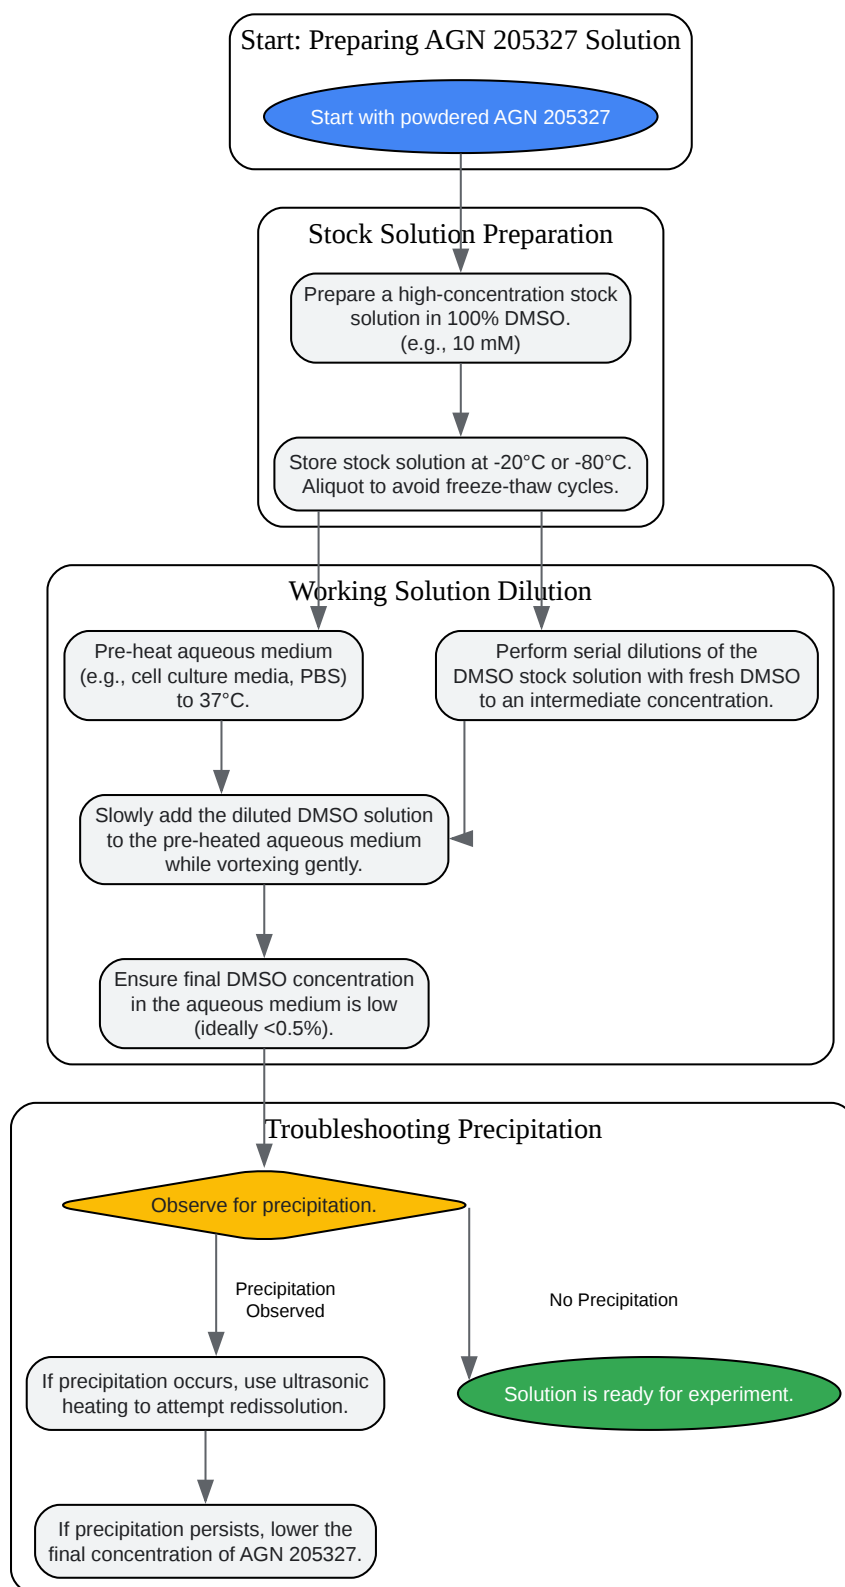 Start: Preparing AGN 205327 Solution
Start with powdered AGN 205327
Stock Solution Preparation
Prepare a high-concentration stock
solution in 100% DMSO.
(e.g., 10 mM)
Store stock solution at -20°C or -80°C.
Aliquot to avoid freeze-thaw cycles.
Working Solution Dilution
Pre-heat aqueous medium
(e.g., cell culture media, PBS)
to 37°C.
Perform serial dilutions of the
DMSO stock solution with fresh DMSO
to an intermediate concentration.
Slowly add the diluted DMSO solution
to the pre-heated aqueous medium
while vortexing gently.
Ensure final DMSO concentration
in the aqueous medium is low
(ideally <0.5%).
Troubleshooting Precipitation
Observe for precipitation.
Precipitation
Observed
No Precipitation
If precipitation occurs, use ultrasonic
heating to attempt redissolution.
Solution is ready for experiment.
If precipitation persists, lower the
final concentration of AGN 205327.